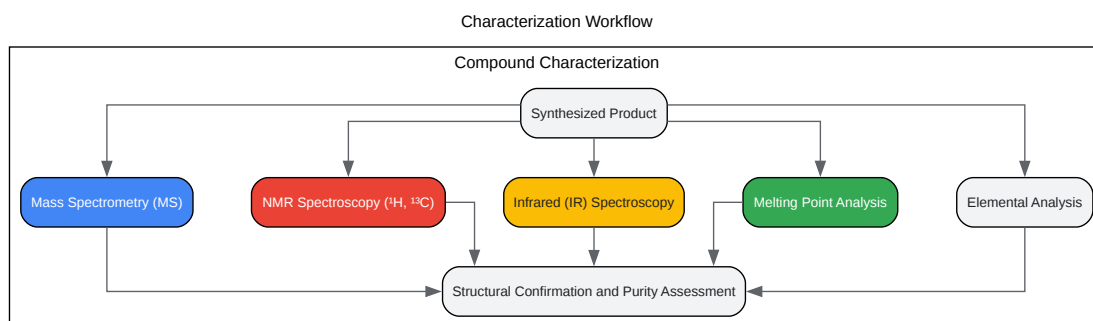 Characterization Workflow
Compound Characterization
Synthesized Product
Mass Spectrometry (MS)
NMR Spectroscopy (¹H, ¹³C)
Infrared (IR) Spectroscopy
Melting Point Analysis
Elemental Analysis
Structural Confirmation and Purity Assessment